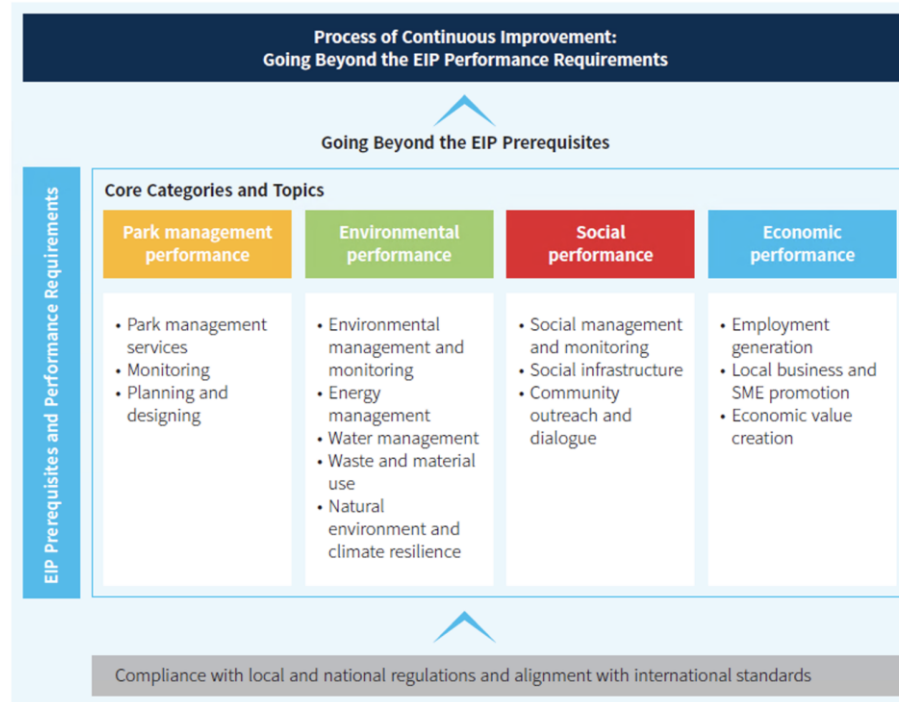 Process of Continuous Improvement:
Going Beyond the EIP Performance Requirements
Going Beyond the EIP Prerequisites
EIP Prerequisites and Performance Requirements
Core Categories and Topics
Park management
performance
• Park management
services
• Monitoring
• Planning and
designing
Environmental
performance
• Environmental
management and
monitoring
• Energy
management
• Water management
• Waste and material
use
• Natural
environment and
climate resilience
Social
performance
• Social management
and monitoring
• Social infrastructure
• Community
outreach and
dialogue
Economic
performance
• Employment
generation
• Local business and
SME promotion
• Economic value
creation
Compliance with local and national regulations and alignment with international standards